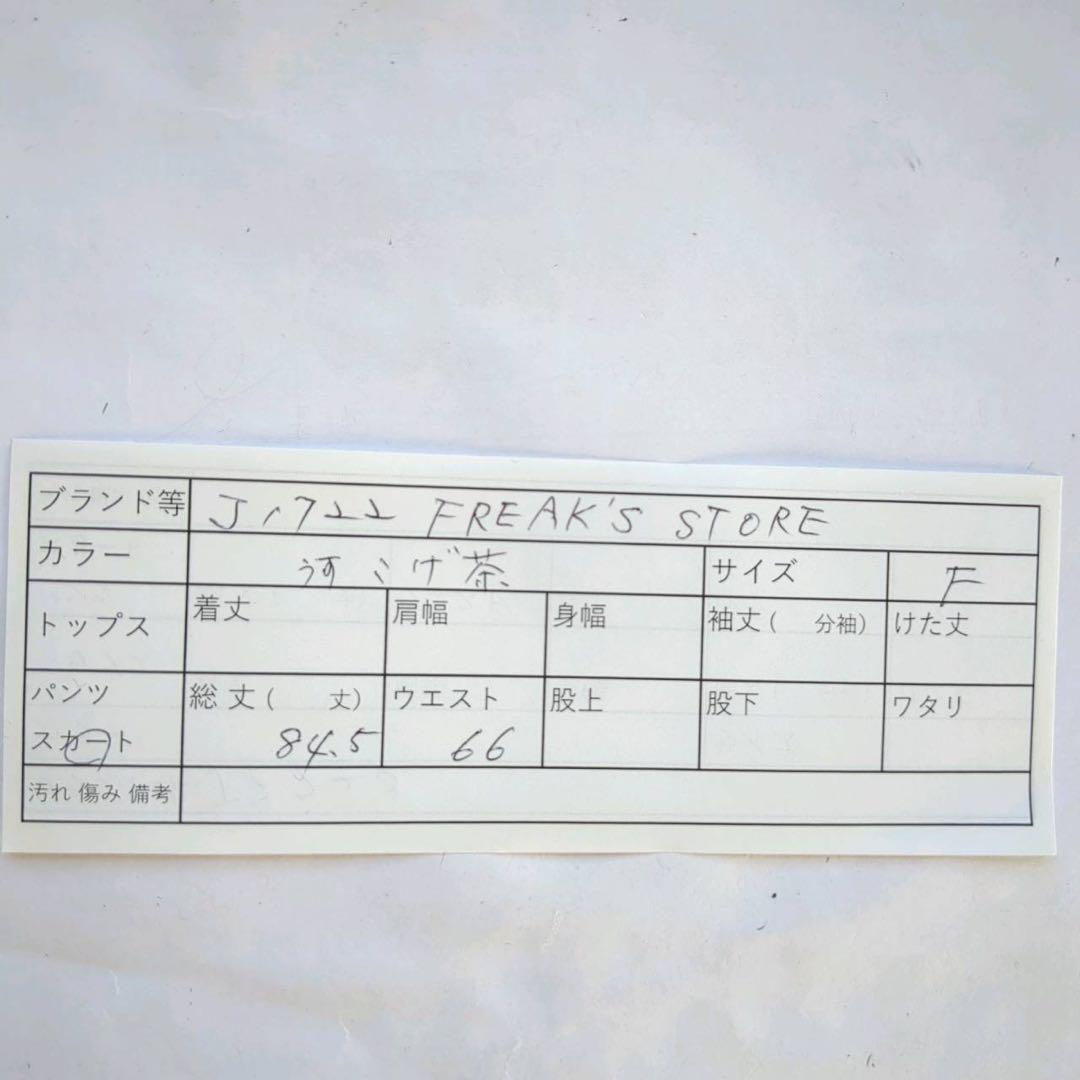 ブランド等 J1722 FREAK'S STORE
カラー こげ茶 サイズ F
トップス 着丈 肩幅 身幅 袖丈( 分袖) けた丈
パンツ 総丈( 丈) ウエスト 股上 股下 ワタリ
スカート 84.5 66
汚れ 傷み 備考